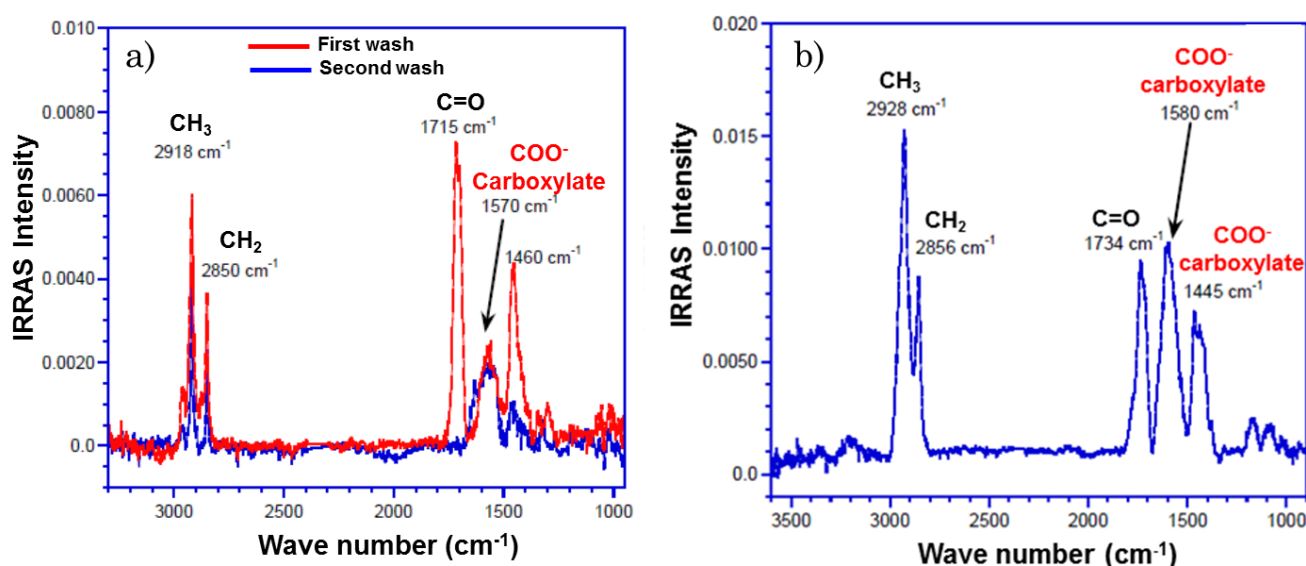 a)
First wash
Second wash
CH₃
2918 cm⁻¹
CH₂
2850 cm⁻¹
C=O
1715 cm⁻¹
COO⁻
Carboxylate
1570 cm⁻¹
1460 cm⁻¹
IRRAS Intensity
0.010
0.0080
0.0060
0.0040
0.0020
0.0
3000 2500 2000 1500 1000
Wave number (cm⁻¹)
b)
CH₃
2928 cm⁻¹
CH₂
2856 cm⁻¹
C=O
1734 cm⁻¹
COO⁻
carboxylate
1580 cm⁻¹
COO⁻
carboxylate
1445 cm⁻¹
IRRAS Intensity
0.020
0.015
0.0100
0.0050
0.0
3500 3000 2500 2000 1500 1000
Wave number (cm⁻¹)